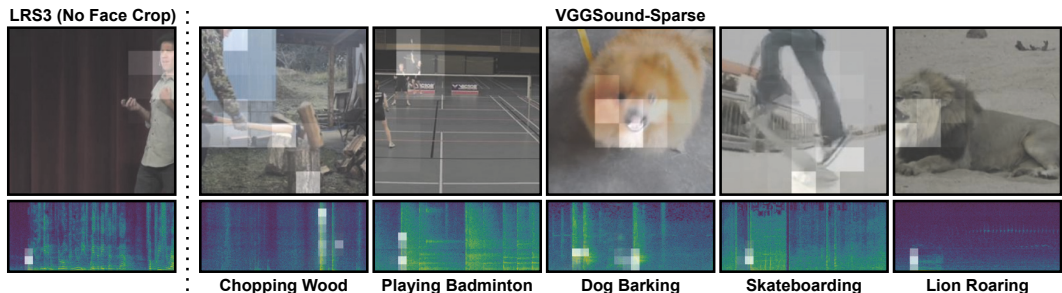 LRS3 (No Face Crop)
VGGSound-Sparse
Chopping Wood
Playing Badminton
Dog Barking
Skateboarding
Lion Roaring